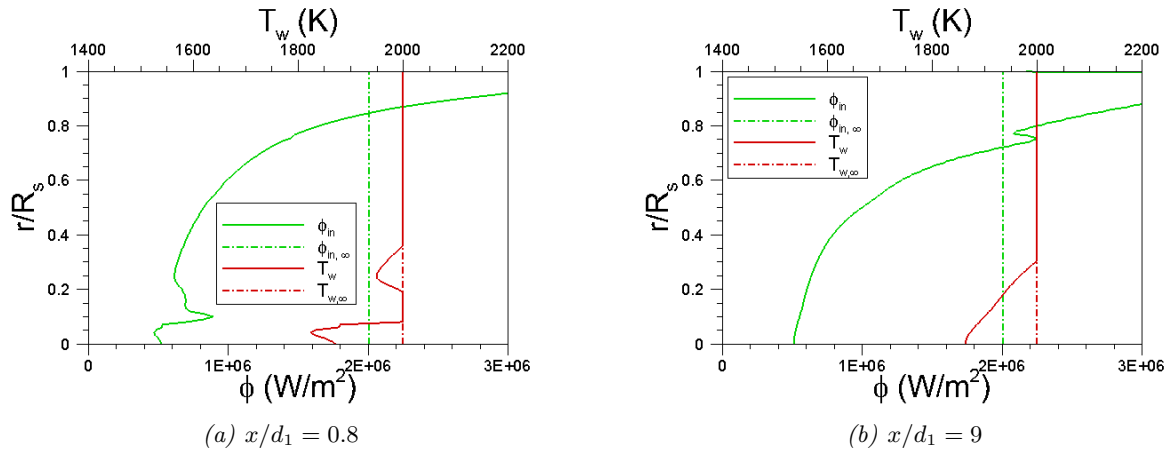 T_w (K)
1400 1600 1800 2000 2200
r/R_s
1
0.8
0.6
0.4
0.2
0
ϕ_in
ϕ_in, ∞
T_w
T_w,∞
0 1E+06 2E+06 3E+06
ϕ (W/m²)
(a) x/d₁ = 0.8
T_w (K)
1400 1600 1800 2000 2200
r/R_s
1
0.8
0.6
0.4
0.2
0
ϕ_in
ϕ_in, ∞
T_w
T_w,∞
0 1E+06 2E+06 3E+06
ϕ (W/m²)
(b) x/d₁ = 9